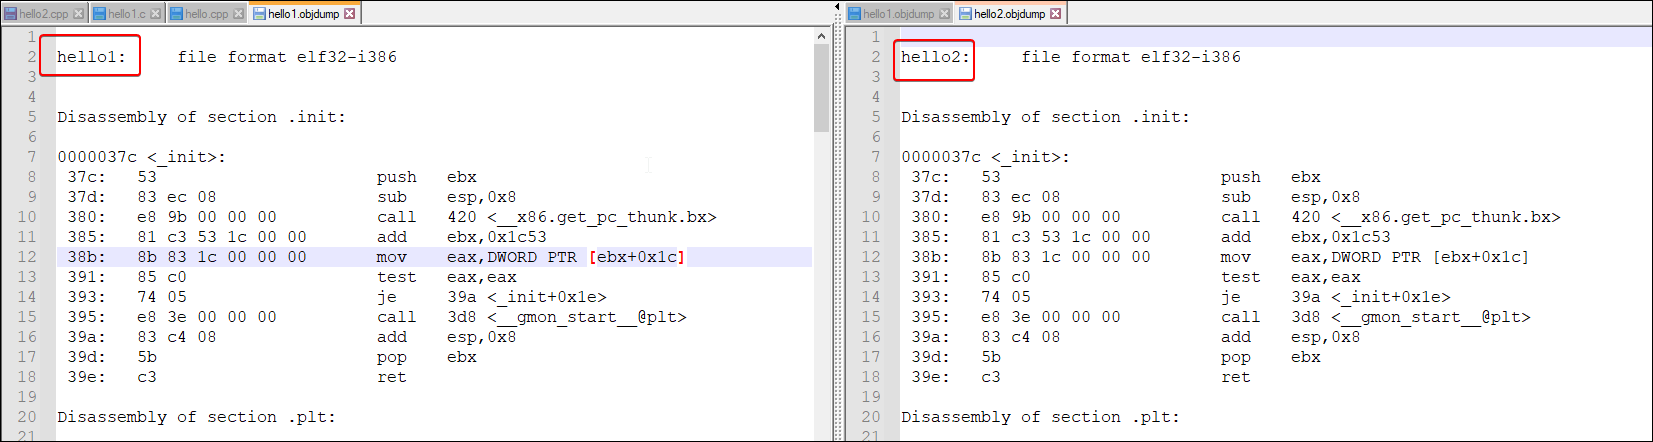 hello2.cpp hello1.c hello.cpp hello1.objdump
1
2 hello1: file format elf32-i386
3
4
5 Disassembly of section .init:
6
7 0000037c <_init>:
8 37c: 53 push ebx
9 37d: 83 ec 08 sub esp,0x8
10 380: e8 9b 00 00 00 call 420 <__x86.get_pc_thunk.bx>
11 385: 81 c3 53 1c 00 00 add ebx,0x1c53
12 38b: 8b 83 1c 00 00 00 mov eax,DWORD PTR [ebx+0x1c]
13 391: 85 c0 test eax,eax
14 393: 74 05 je 39a <_init+0x1e>
15 395: e8 3e 00 00 00 call 3d8 <__gmon_start__@plt>
16 39a: 83 c4 08 add esp,0x8
17 39d: 5b pop ebx
18 39e: c3 ret
19
20 Disassembly of section .plt:
21
hello1.objdump hello2.objdump
1
2 hello2: file format elf32-i386
3
4
5 Disassembly of section .init:
6
7 0000037c <_init>:
8 37c: 53 push ebx
9 37d: 83 ec 08 sub esp,0x8
10 380: e8 9b 00 00 00 call 420 <__x86.get_pc_thunk.bx>
11 385: 81 c3 53 1c 00 00 add ebx,0x1c53
12 38b: 8b 83 1c 00 00 00 mov eax,DWORD PTR [ebx+0x1c]
13 391: 85 c0 test eax,eax
14 393: 74 05 je 39a <_init+0x1e>
15 395: e8 3e 00 00 00 call 3d8 <__gmon_start__@plt>
16 39a: 83 c4 08 add esp,0x8
17 39d: 5b pop ebx
18 39e: c3 ret
19
20 Disassembly of section .plt:
21